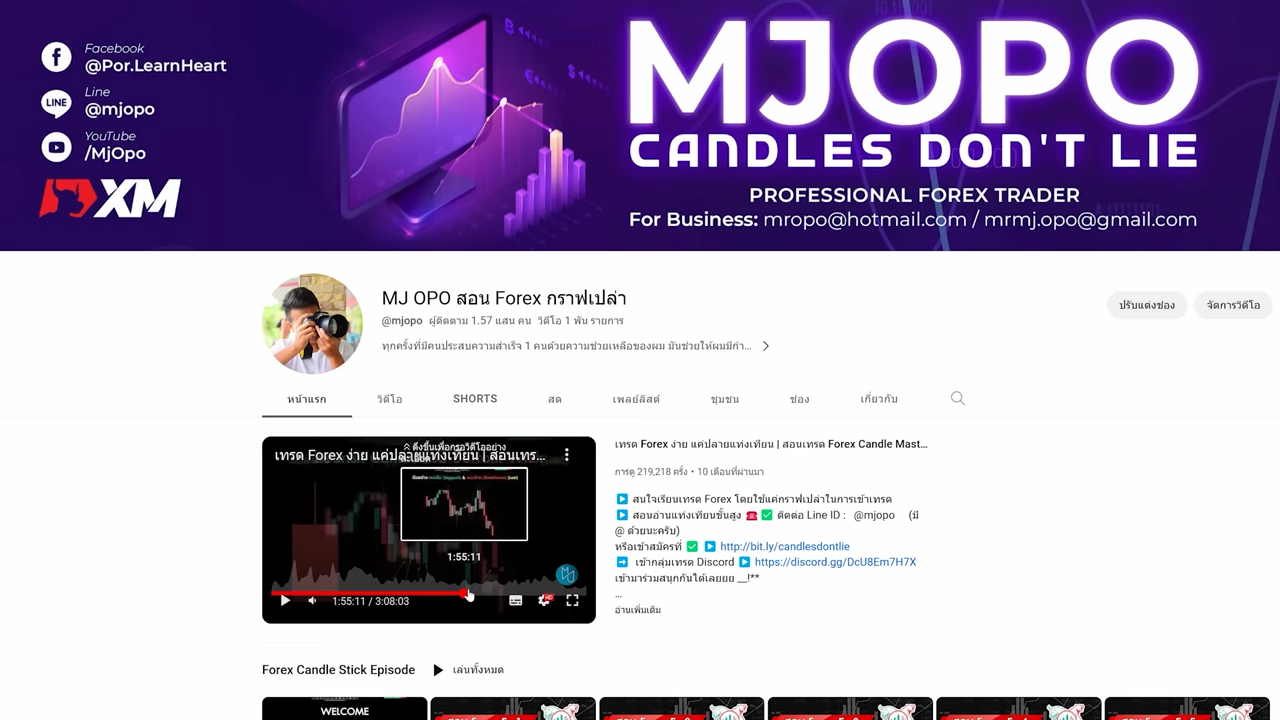 Facebook
@Por.LearnHeart
LINE
Line
@mjopo
YouTube
/MjOpo
XM
MJOPO
CANDLES DON'T LIE
PROFESSIONAL FOREX TRADER
For Business: mropo@hotmail.com / mrmj.opo@gmail.com
MJ OPO สอน Forex กราฟเปล่า
@mjopo ผู้ติดตาม 1.57 แสน คน วิดีโอ 1 พัน รายการ
ทุกครั้งที่มีคนประสบความสำเร็จ 1 คนด้วยความช่วยเหลือของผม มันช่วยให้ผมมีกำ...
ปรับแต่งช่อง
จัดการวิดีโอ
หน้าแรก
วิดีโอ
SHORTS
สด
เพลย์ลิสต์
ชุมชน
ช่อง
เกี่ยวกับ
เทรด Forex ง่าย แค่ปลายแท่งเทียน | สอนเทร...
1:55:11
1:55:11 / 3:08:03
HD
เทรด Forex ง่าย แค่ปลายแท่งเทียน | สอนเทรด Forex Candle Mast...
การดู 219,218 ครั้ง • 10 เดือนที่ผ่านมา
สนใจเรียนเทรด Forex โดยใช้แค่กราฟเปล่าในการเข้าเทรด
สอนอ่านแท่งเทียนขั้นสูง ☎️ ✅ ติดต่อ Line ID : @mjopo (มี
@ ด้วยนะครับ)
หรือเข้าสมัครที่ ✅ ▶️ http://bit.ly/candlesdontlie
➡️ เข้ากลุ่มเทรด Discord ▶️ https://discord.gg/DcU8Em7H7X
เข้ามาร่วมสนุกกันได้เลยยย __!**
...
อ่านเพิ่มเติม
Forex Candle Stick Episode
เล่นทั้งหมด
WELCOME